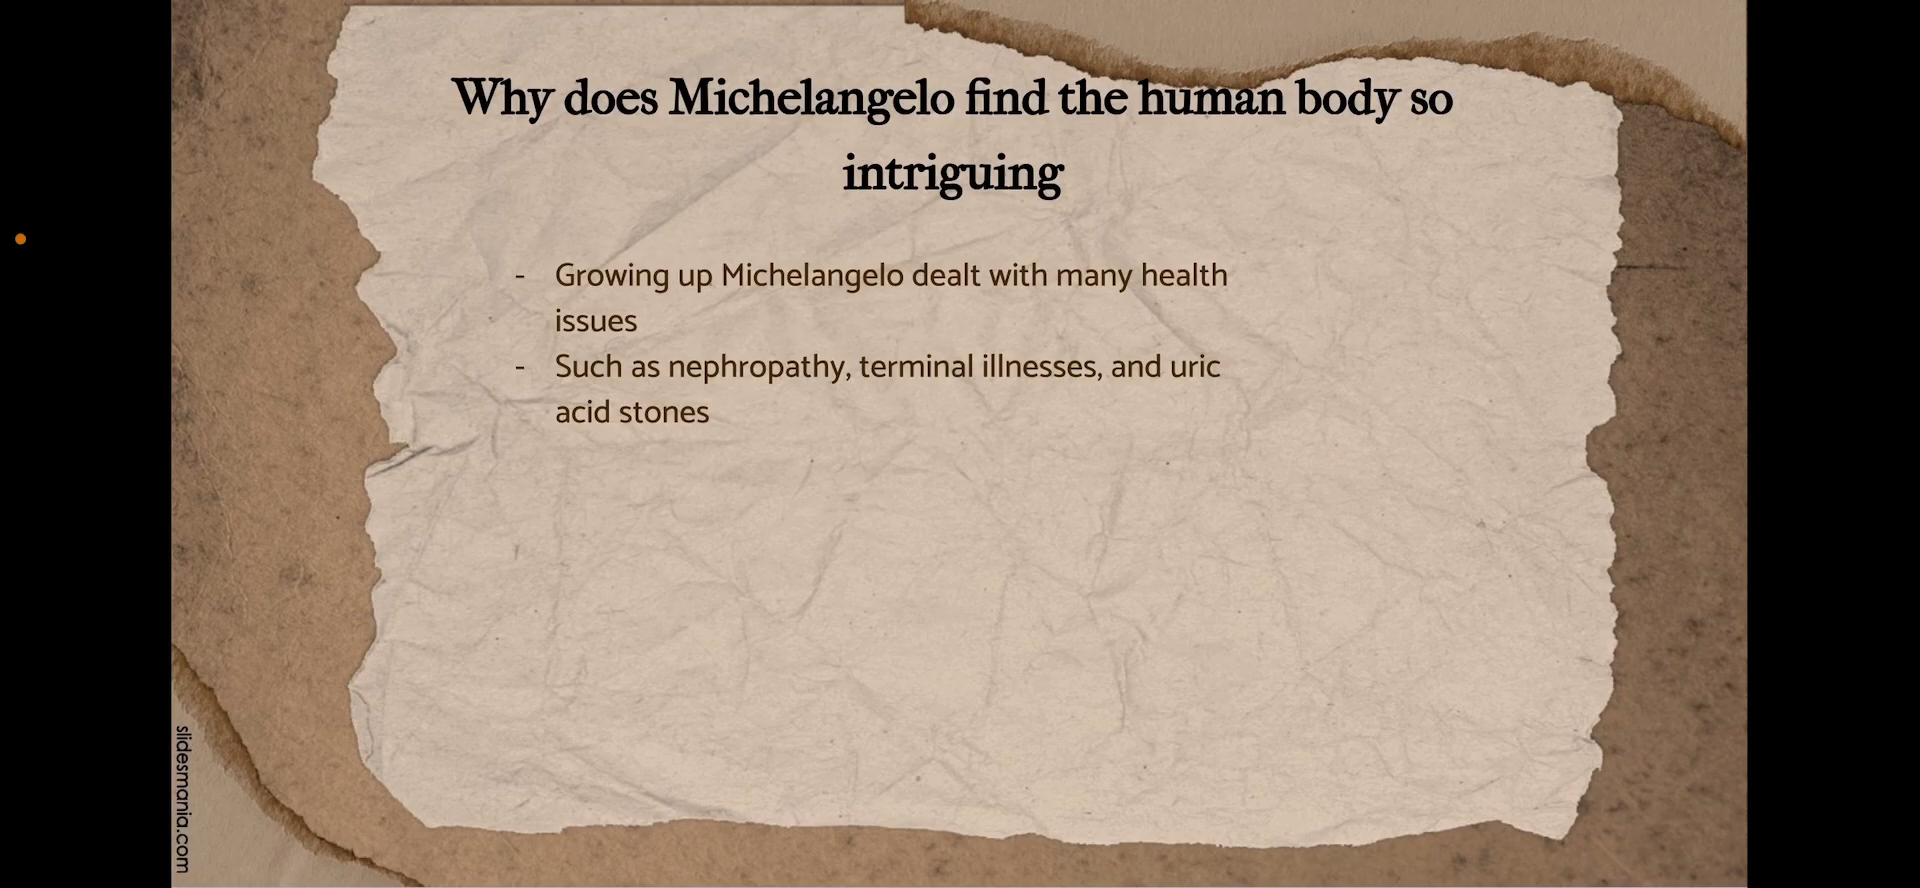 Why does Michelangelo find the human body so
intriguing
- Growing up Michelangelo dealt with many health
issues
- Such as nephropathy, terminal illnesses, and uric
acid stones
slidesmania.com